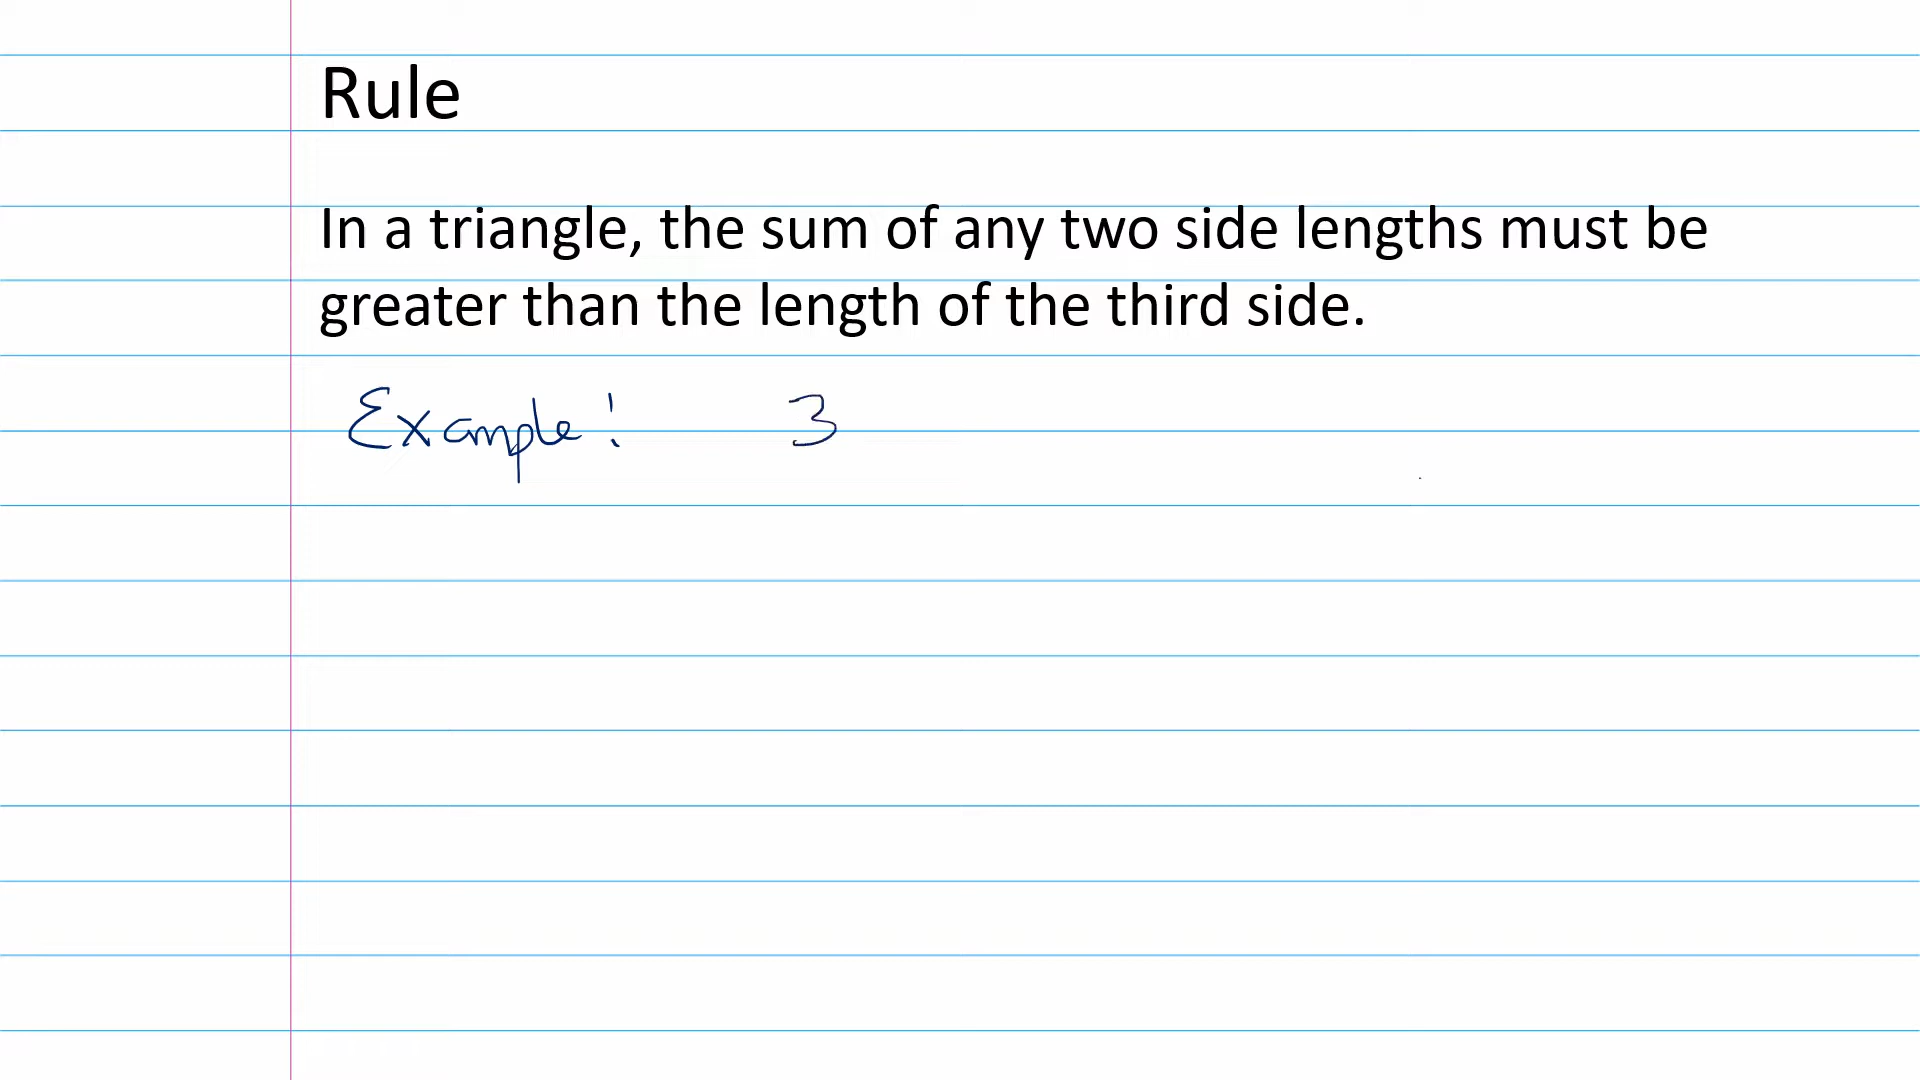 Rule
In a triangle, the sum of any two side lengths must be
greater than the length of the third side.
Example: 3